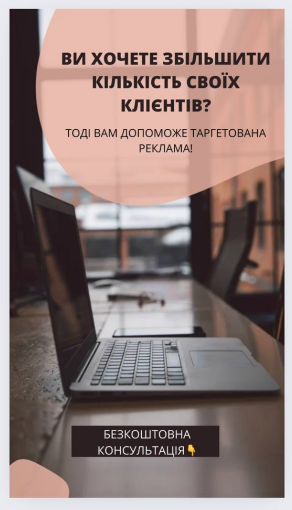 ВИ ХОЧЕТЕ ЗБІЛЬШИТИ
КІЛЬКІСТЬ СВОЇХ
КЛІЄНТІВ?
ТОДІ ВАМ ДОПОМОЖЕ ТАРГЕТОВАНА
РЕКЛАМА!
БЕЗКОШТОВНА
КОНСУЛЬТАЦІЯ👇